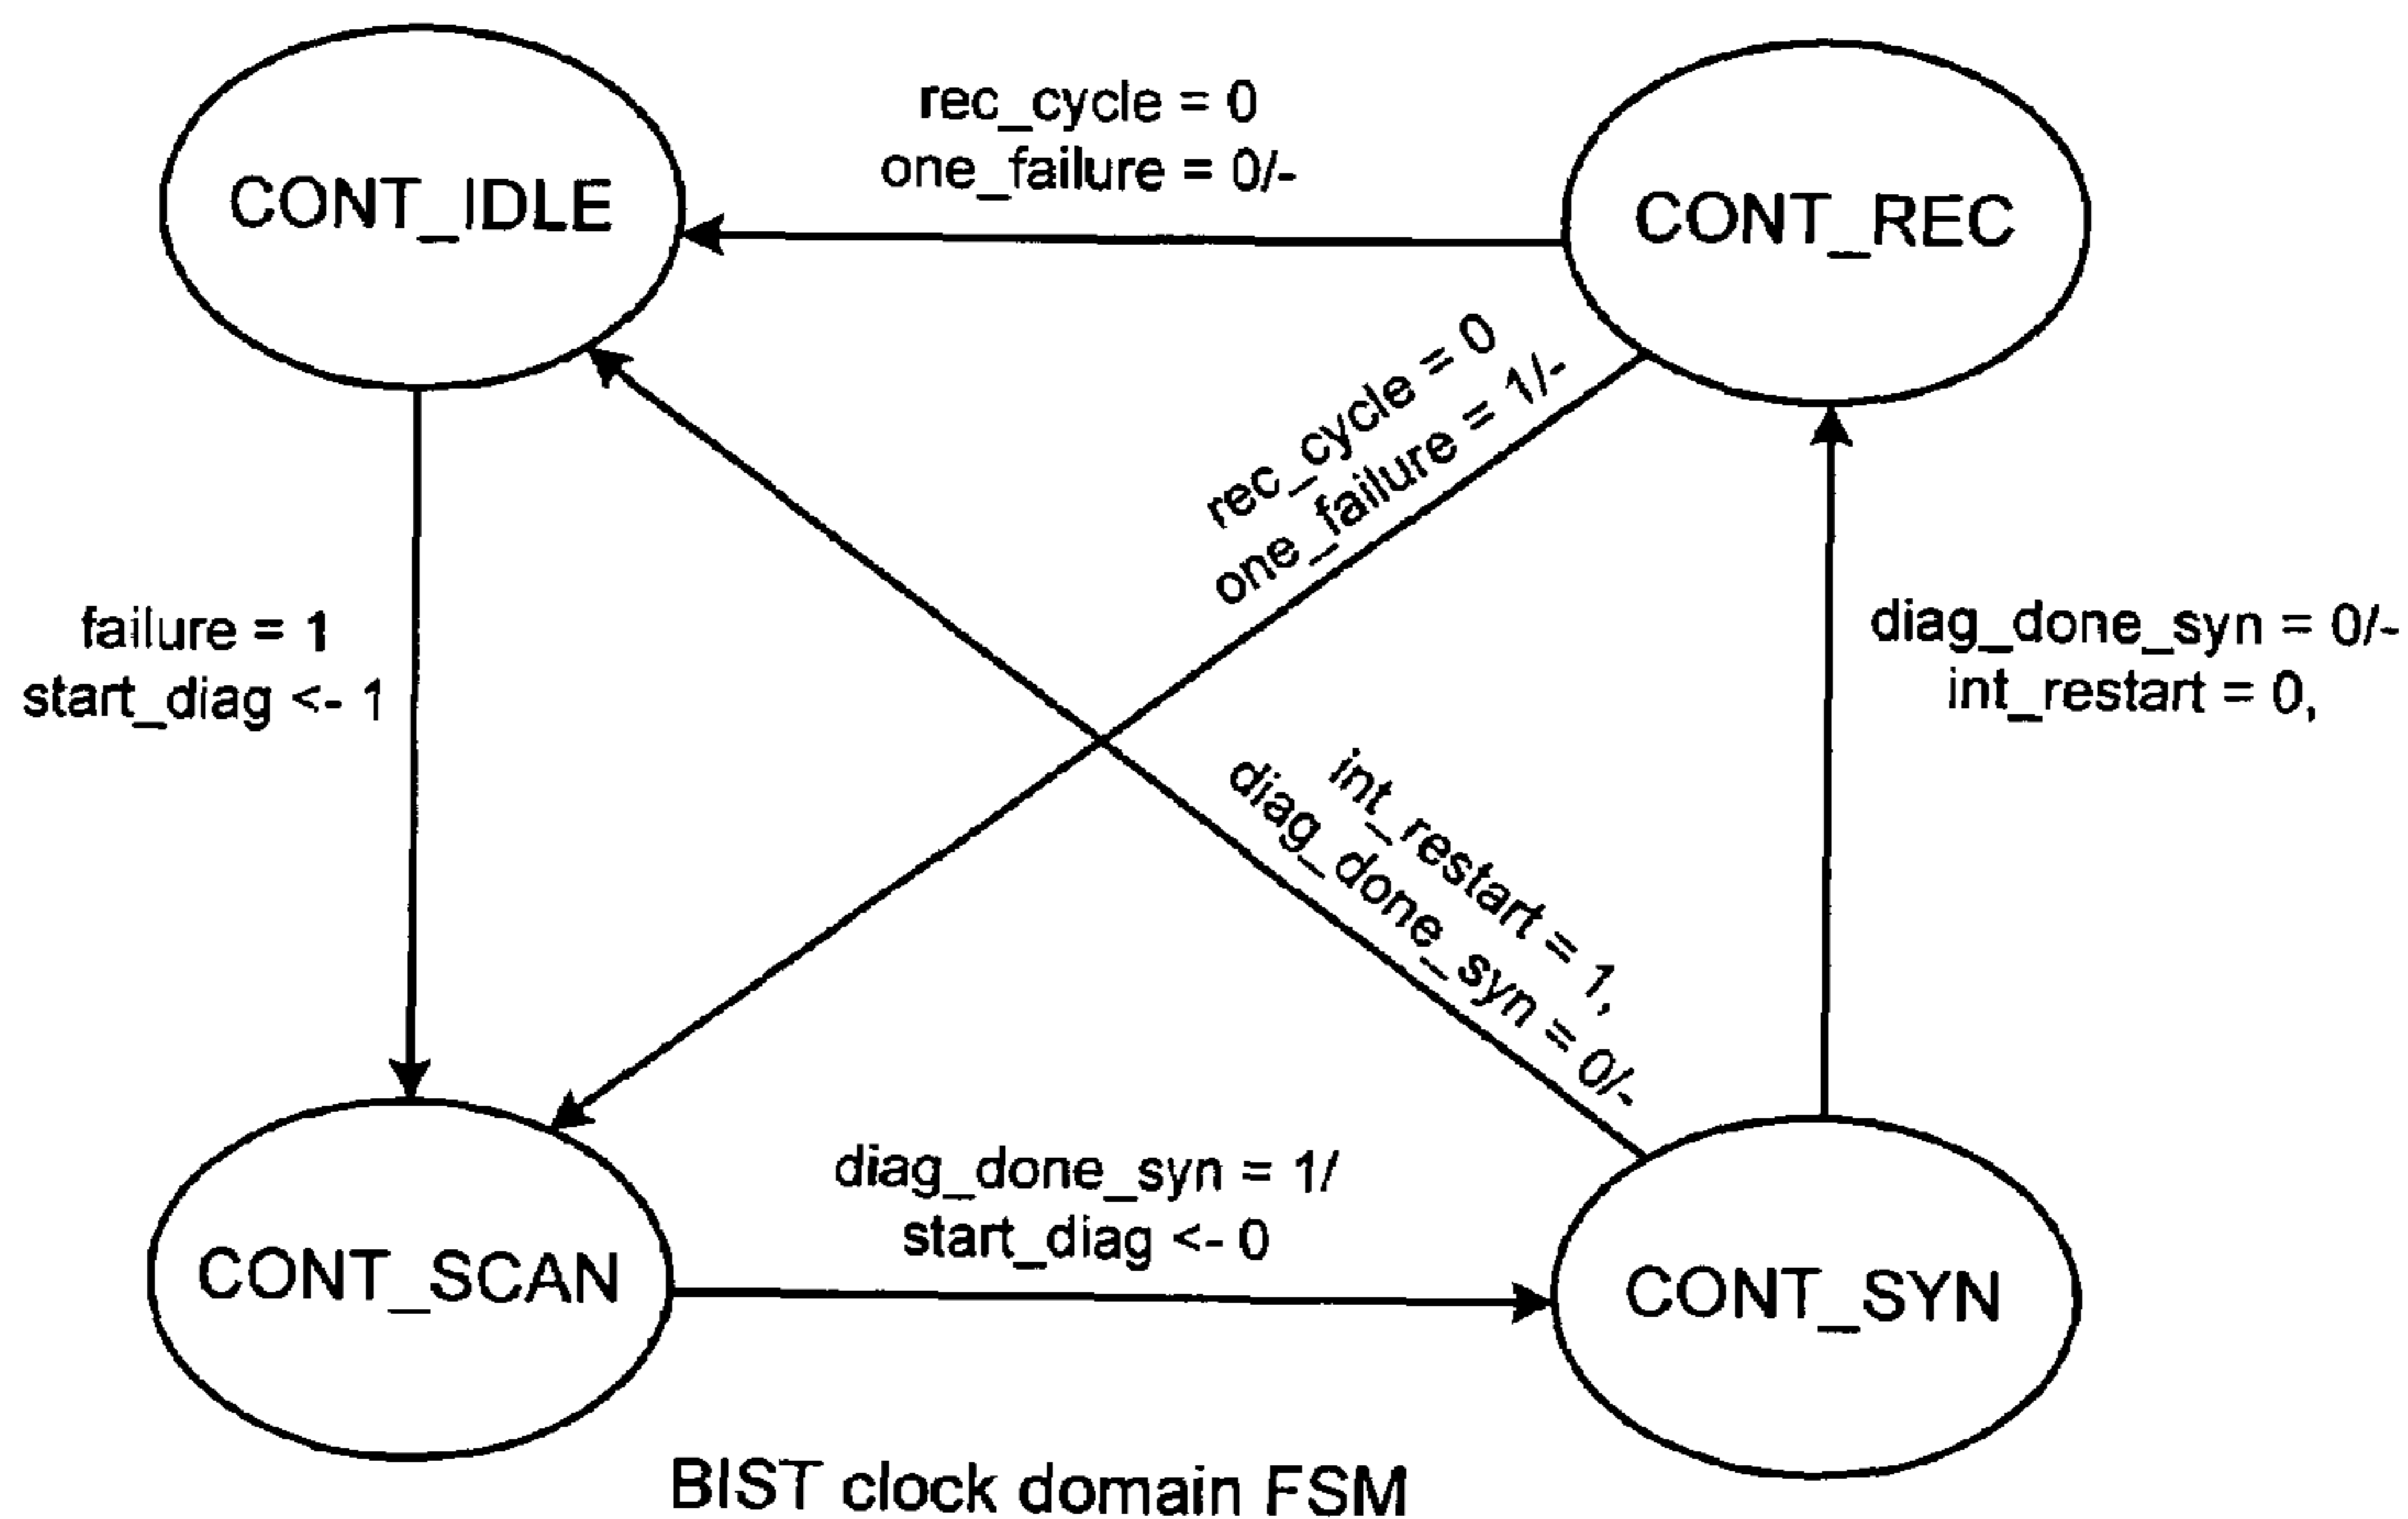 rec_cycle = 0
one_failure = 0/-
CONT_IDLE
CONT_REC
rec_cycle = 0
one_failure = 1/-
failure = 1
start_diag <- 1
diag_done_syn = 0/-
int_restart = 0,
int_restart = 1,
diag_done_syn = 0/-
diag_done_syn = 1/
start_diag <- 0
CONT_SCAN
CONT_SYN
BIST clock domain FSM